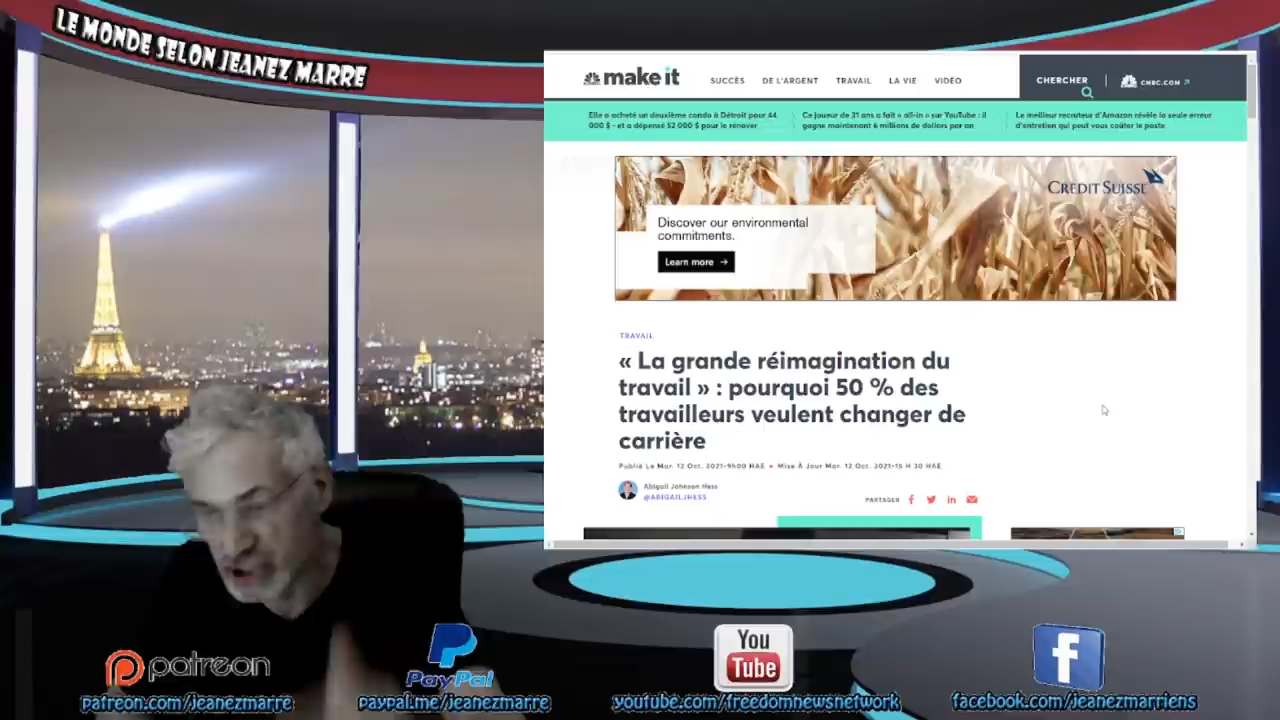 LE MONDE SELON JEANEZ MARRE
make it
SUCCÈS DE L'ARGENT TRAVAIL LA VIE VIDÉO
CHERCHER
CNBC.COM
Elle a acheté un deuxième condo à Détroit pour 44
000 $ - et a dépensé 52 000 $ pour le rénover
Ce joueur de 21 ans a fait « all-in » sur YouTube : il
gagne maintenant 6 millions de dollars par an
Le meilleur recruteur d'Amazon révèle la seule erreur
d'entretien qui peut vous coûter le poste
CREDIT SUISSE
Discover our environmental
commitments.
Learn more →
TRAVAIL
« La grande réimagination du
travail » : pourquoi 50 % des
travailleurs veulent changer de
carrière
Publié Le Mar. 12 Oct. 2021-9h00 HAE • Mise À Jour Mar. 12 Oct. 2021-15 H 30 HAE
Abigail Johnson Hess
@ABIGAILJHESS
PARTAGER
patreon
patreon.com/jeanezmarre
PayPal
paypal.me/jeanezmarre
You
Tube
youtube.com/freedomnewsnetwork
facebook.com/jeanezmarriens